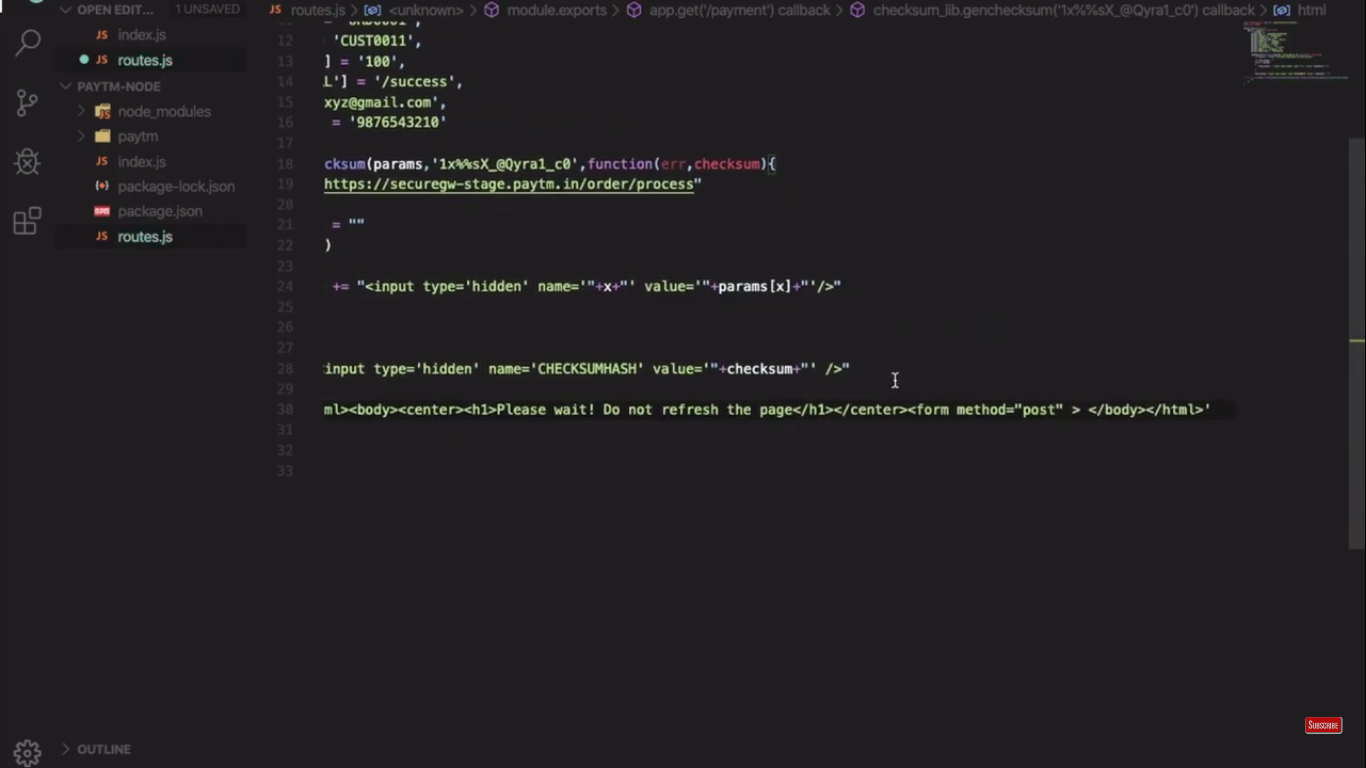 OPEN EDIT... 1 UNSAVED
JS index.js
JS routes.js
PAYTM-NODE
node_modules
paytm
JS index.js
package-lock.json
npm package.json
JS routes.js
OUTLINE
JS routes.js > <unknown> > module.exports > app.get('/payment') callback > checksum_lib.genchecksum('1x%%sX_@Qyra1_c0') callback > html
12 'CUST0011',
13 ] = '100',
14 L'] = '/success',
15 xyz@gmail.com',
16 = '9876543210'
17
18 cksum(params,'1x%%sX_@Qyra1_c0',function(err,checksum){
19 https://securegw-stage.paytm.in/order/process"
20
21 = ""
22 )
23
24 += "<input type='hidden' name='"+x+"' value='"+params[x]+"'/>"
25
26
27
28 input type='hidden' name='CHECKSUMHASH' value='"+checksum+"' />"
29
30 ml><body><center><h1>Please wait! Do not refresh the page</h1></center><form method="post" > </body></html>'
31
32
33
SUBSCRIBE